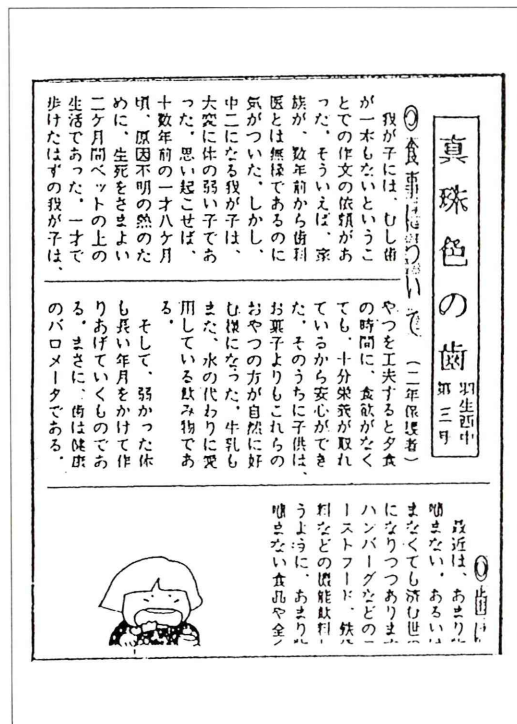 真珠色の歯
羽生西中
第三号
◎食事について
(二年保護者)
我が子には、むし歯
が一本もないというこ
とでの作文の依頼があ
った。そういえば、家
族が、数年前から歯科
医とは無縁であるのに
気がついた。しかし、
中二になる我が子は、
大変に体の弱い子であ
った。思い起こせば、
十数年前の一才八ケ月
頃、原因不明の熱のた
めに、生死をさまよい
二ケ月間ベットの上の
生活であった。一才で
歩けたはずの我が子は、
やつを工夫すると夕食
の時間に、食欲がなく
ても、十分栄養が取れ
ているから安心ができ
た。そのうちに子供は、
お菓子よりもこれらの
おやつの方が自然に好
む様になった。牛乳も
また、水の代わりに愛
用している飲み物であ
る。
そして、弱かった体
も長い年月をかけて作
りあげていくものであ
る。まさに、歯は健康
のバロメータである。
◎歯
最近は、あまり
噛まない、あるいは
まなくても済む世
になりつつあります
ハンバーグなどの
ーストフード、鉄
料などの機能飲料
うように、あまり
噛まない食品や全く